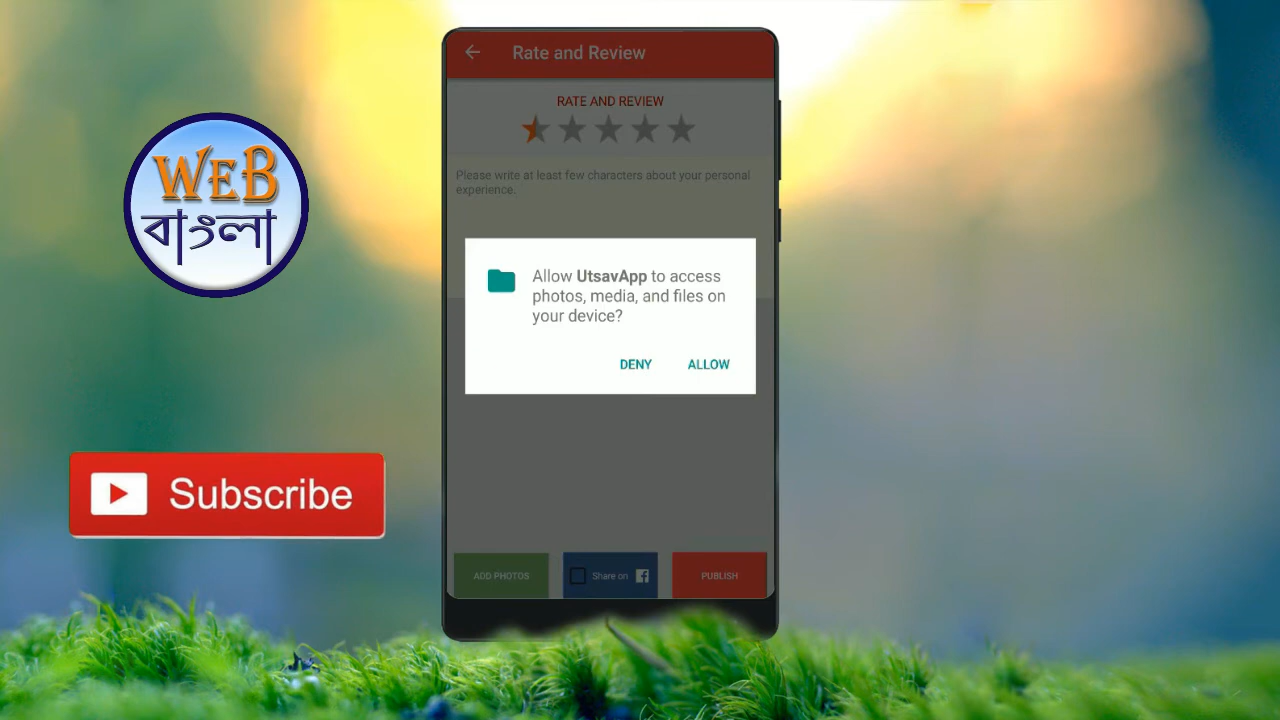 WEB
বাংলা
Subscribe
Rate and Review
RATE AND REVIEW
Please write at least few characters about your personal
experience.
Allow UtsavApp to access
photos, media, and files on
your device?
DENY
ALLOW
ADD PHOTOS
Share on
PUBLISH